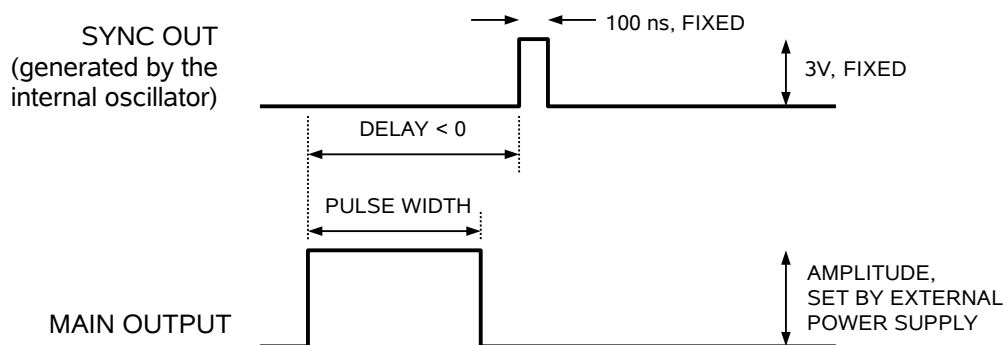 100 ns, FIXED
SYNC OUT
(generated by the
internal oscillator)
3V, FIXED
DELAY < 0
PULSE WIDTH
AMPLITUDE,
SET BY EXTERNAL
POWER SUPPLY
MAIN OUTPUT